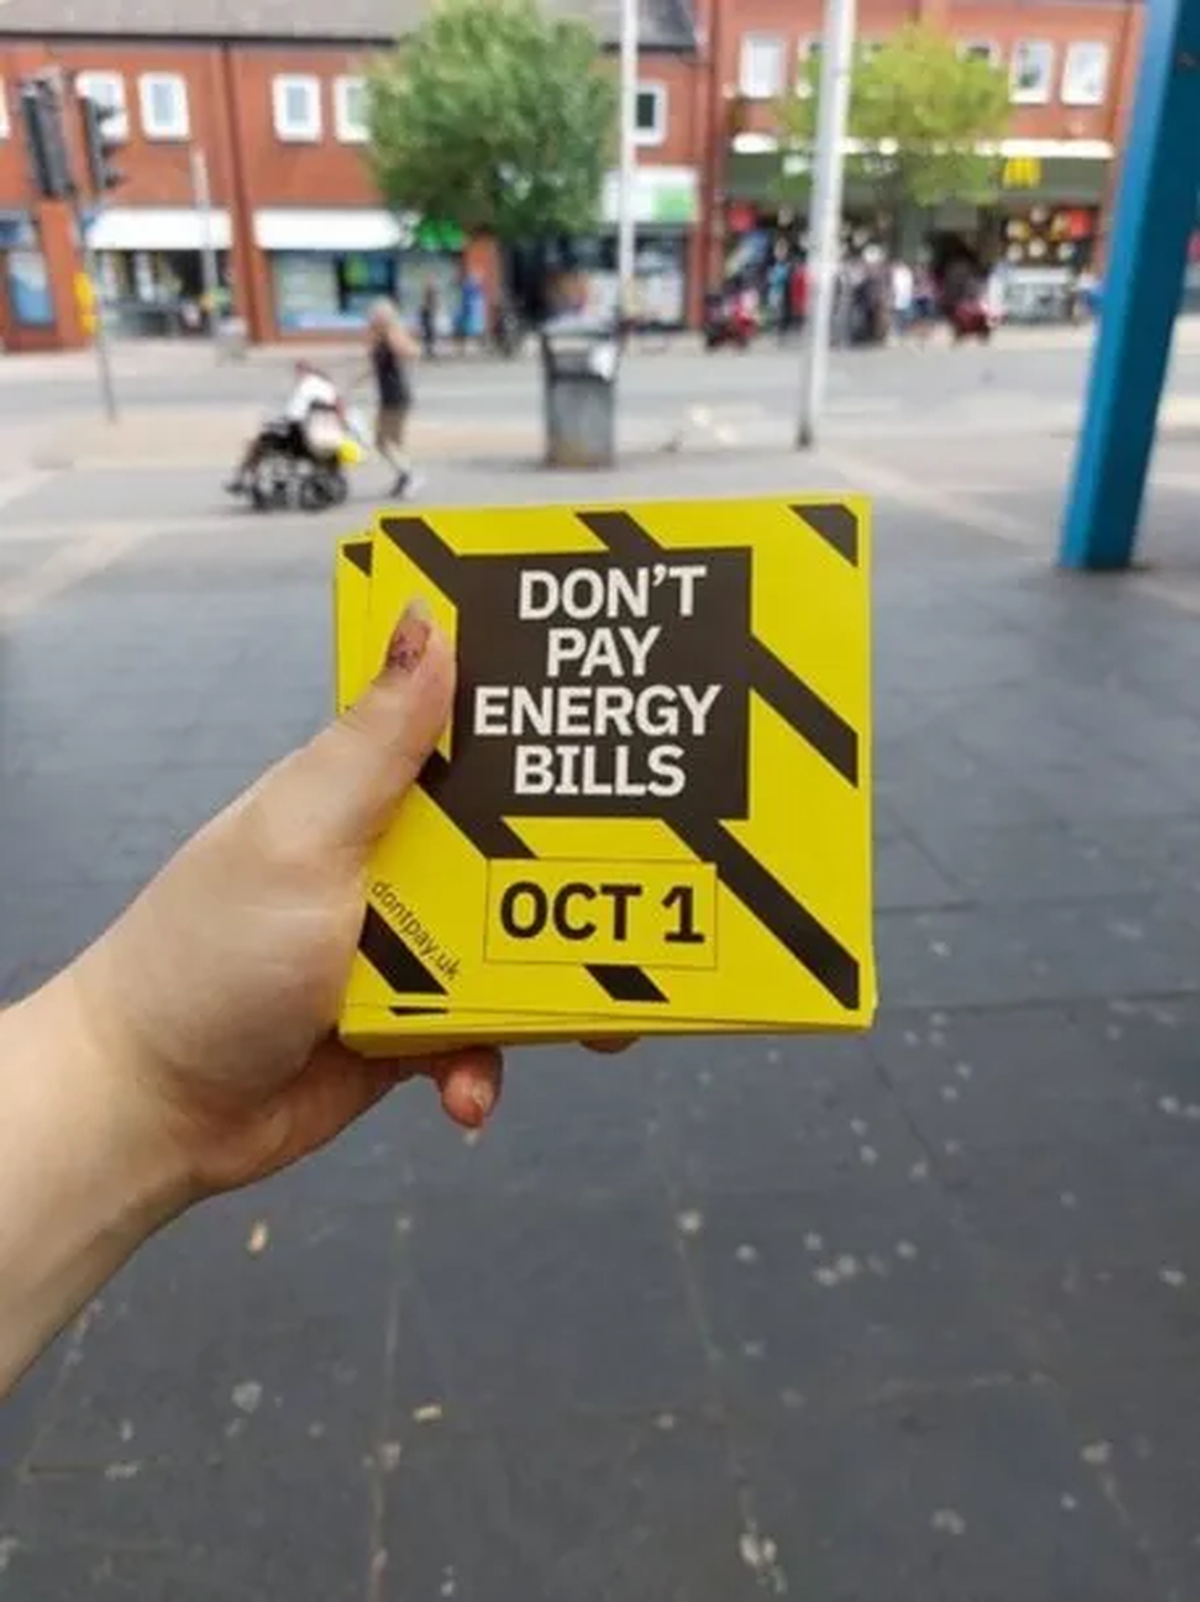 DON'T
PAY
ENERGY
BILLS
OCT 1
dontpay.uk